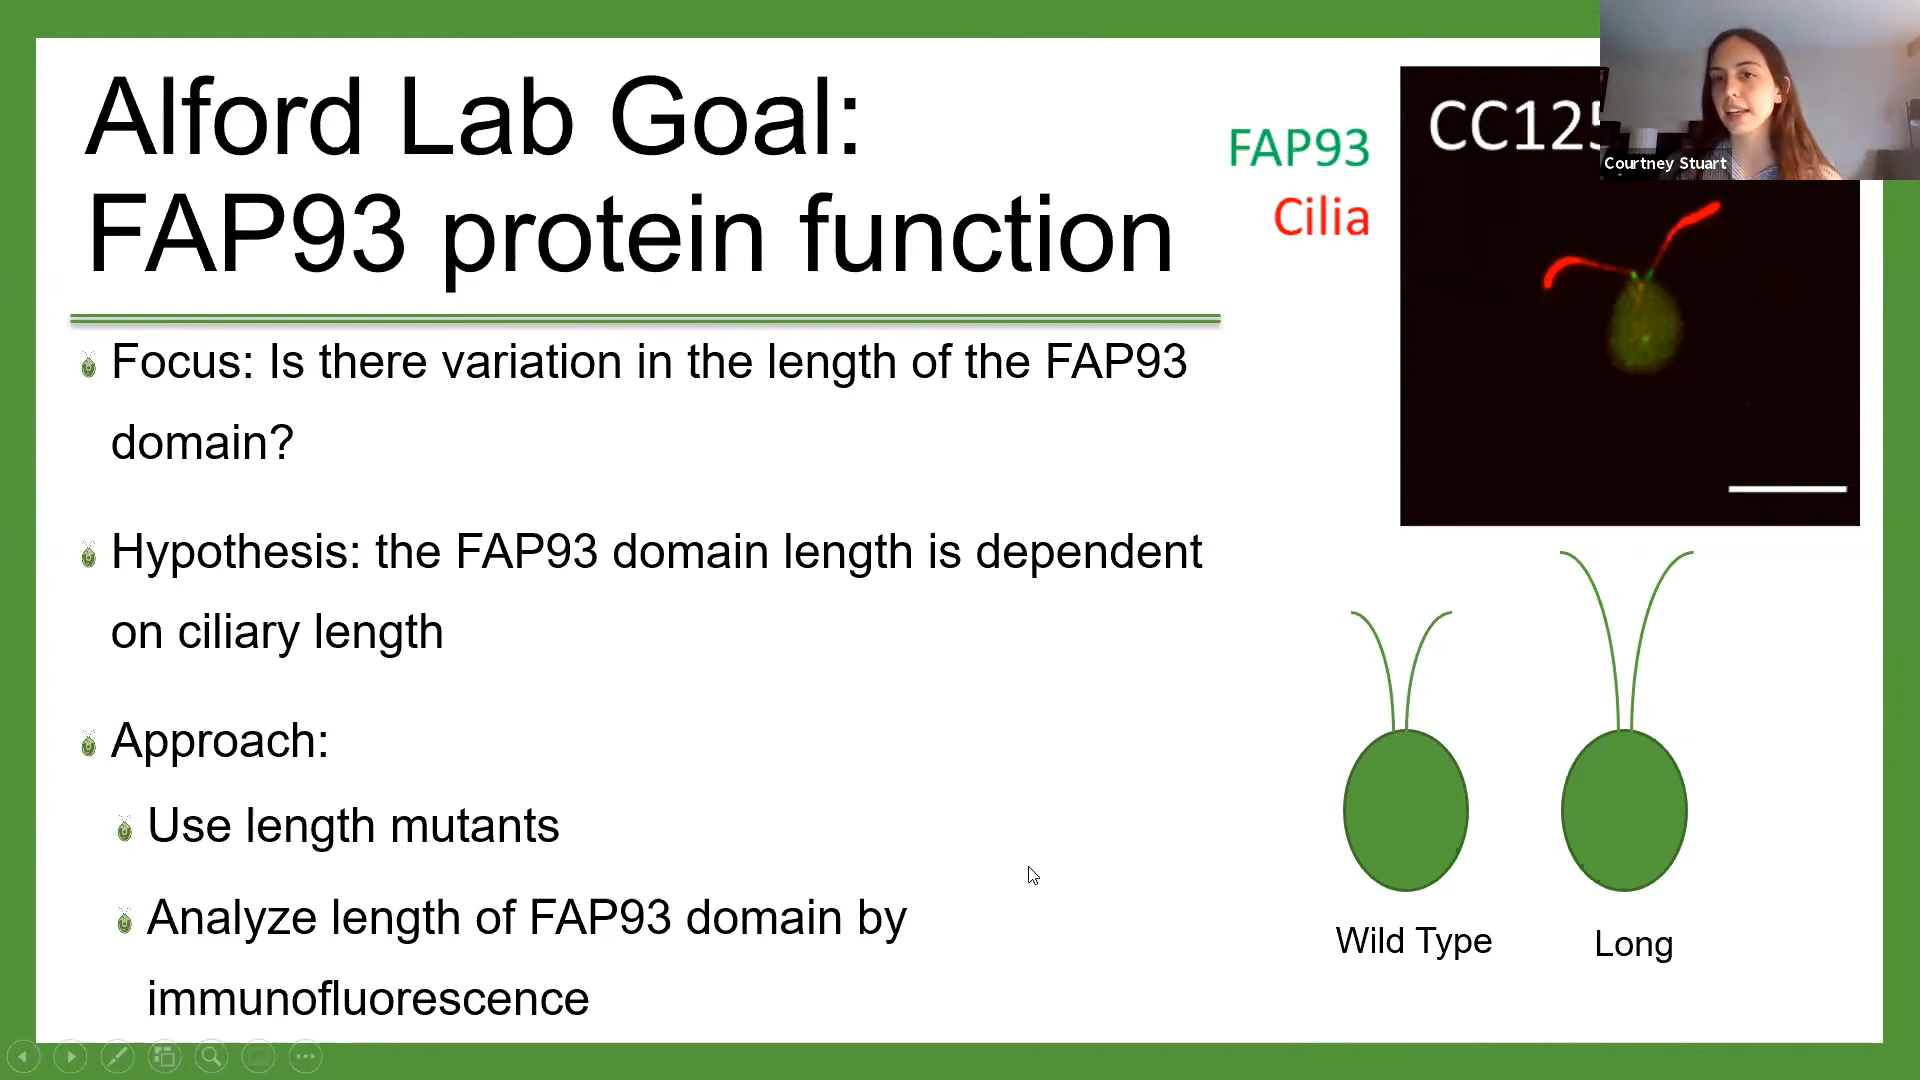 Alford Lab Goal:
FAP93 protein function
Focus: Is there variation in the length of the FAP93
domain?
Hypothesis: the FAP93 domain length is dependent
on ciliary length
Approach:
Use length mutants
Analyze length of FAP93 domain by
immunofluorescence
FAP93
Cilia
CC125
Courtney Stuart
Wild Type
Long